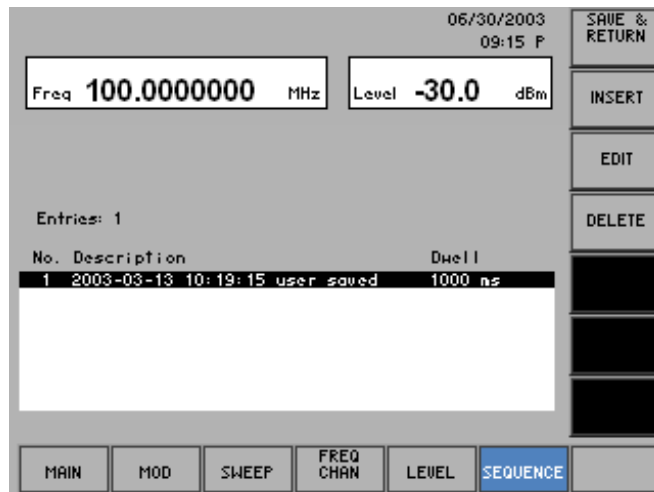 06/30/2003
09:15 P
Freq 100.0000000 MHz
Level -30.0 dBm
Entries: 1
No. Description Dwell
1 2003-03-13 10:19:15 user saved 1000 ms
SAVE & RETURN
INSERT
EDIT
DELETE
MAIN
MOD
SWEEP
FREQ CHAN
LEVEL
SEQUENCE